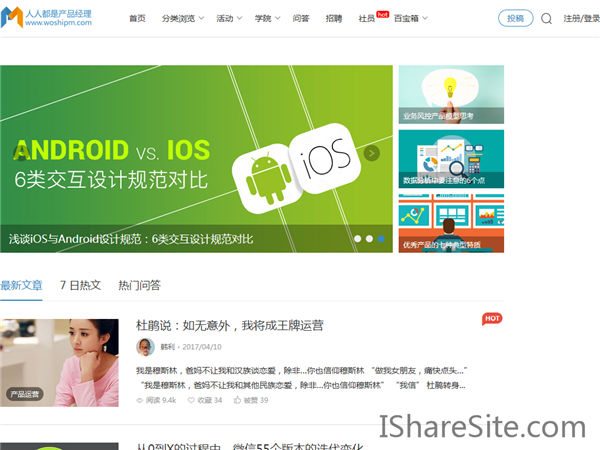 人人都是产品经理
www.woshipm.com
首页 分类浏览 活动 学院 问答 招聘 社员 hot 百宝箱 投稿 注册/登录
ANDROID VS. IOS
6类交互设计规范对比
iOS
浅谈iOS与Android设计规范:6类交互设计规范对比
业务风控产品模型思考
数据分析中要注意的6个点
优秀产品的七种典型特质
最新文章 7 日热文 热门问答
杜鹃说:如无意外,我将成王牌运营
HOT
韩利 · 2017/04/10
我是穆斯林,爸妈不让我和汉族谈恋爱,除非...你也信仰穆斯林 “做我女朋友,痛快点头...”
“我是穆斯林,爸妈不让我和其他民族恋爱,除非...你也信仰穆斯林” “我信” 杜鹃转身...
产品运营
阅读 9.4k 收藏 34 被赞 39
从0到X的过程中,微信55个版本的迭代变化
IShareSite.com